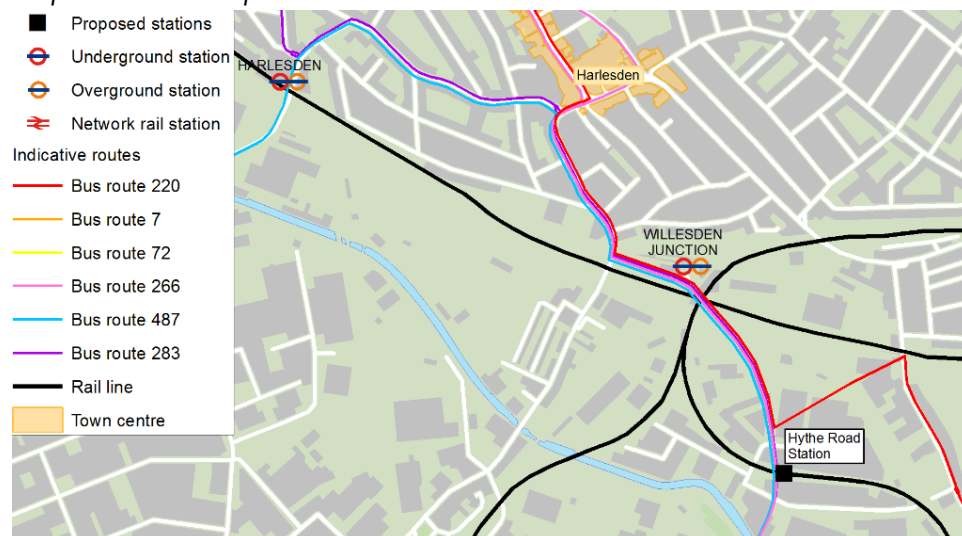 Proposed stations
Underground station
Overground station
Network rail station
Indicative routes
Bus route 220
Bus route 7
Bus route 72
Bus route 266
Bus route 487
Bus route 283
Rail line
Town centre
HARLESDEN
Harlesden
WILLESDEN
JUNCTION
Hythe Road
Station